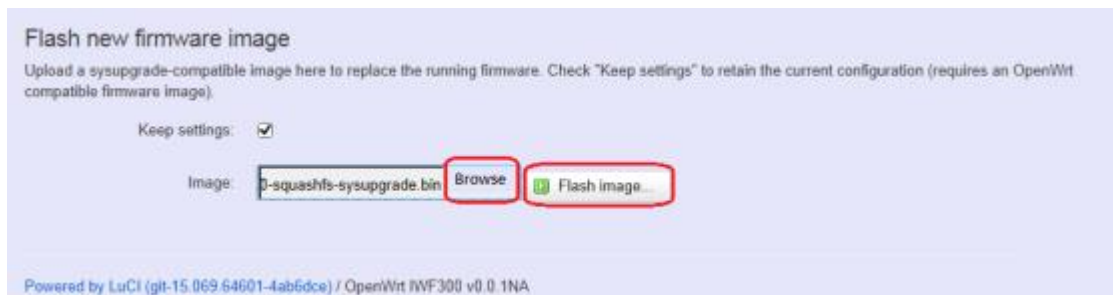 Flash new firmware image
Upload a sysupgrade-compatible image here to replace the running firmware. Check "Keep settings" to retain the current configuration (requires an OpenWrt
compatible firmware image).
Keep settings:
Image: 0-squashfs-sysupgrade.bin Browse Flash image...
Powered by LuCI (git-15.069.64601-4ab6dce) / OpenWrt IWF300 v0.0.1NA